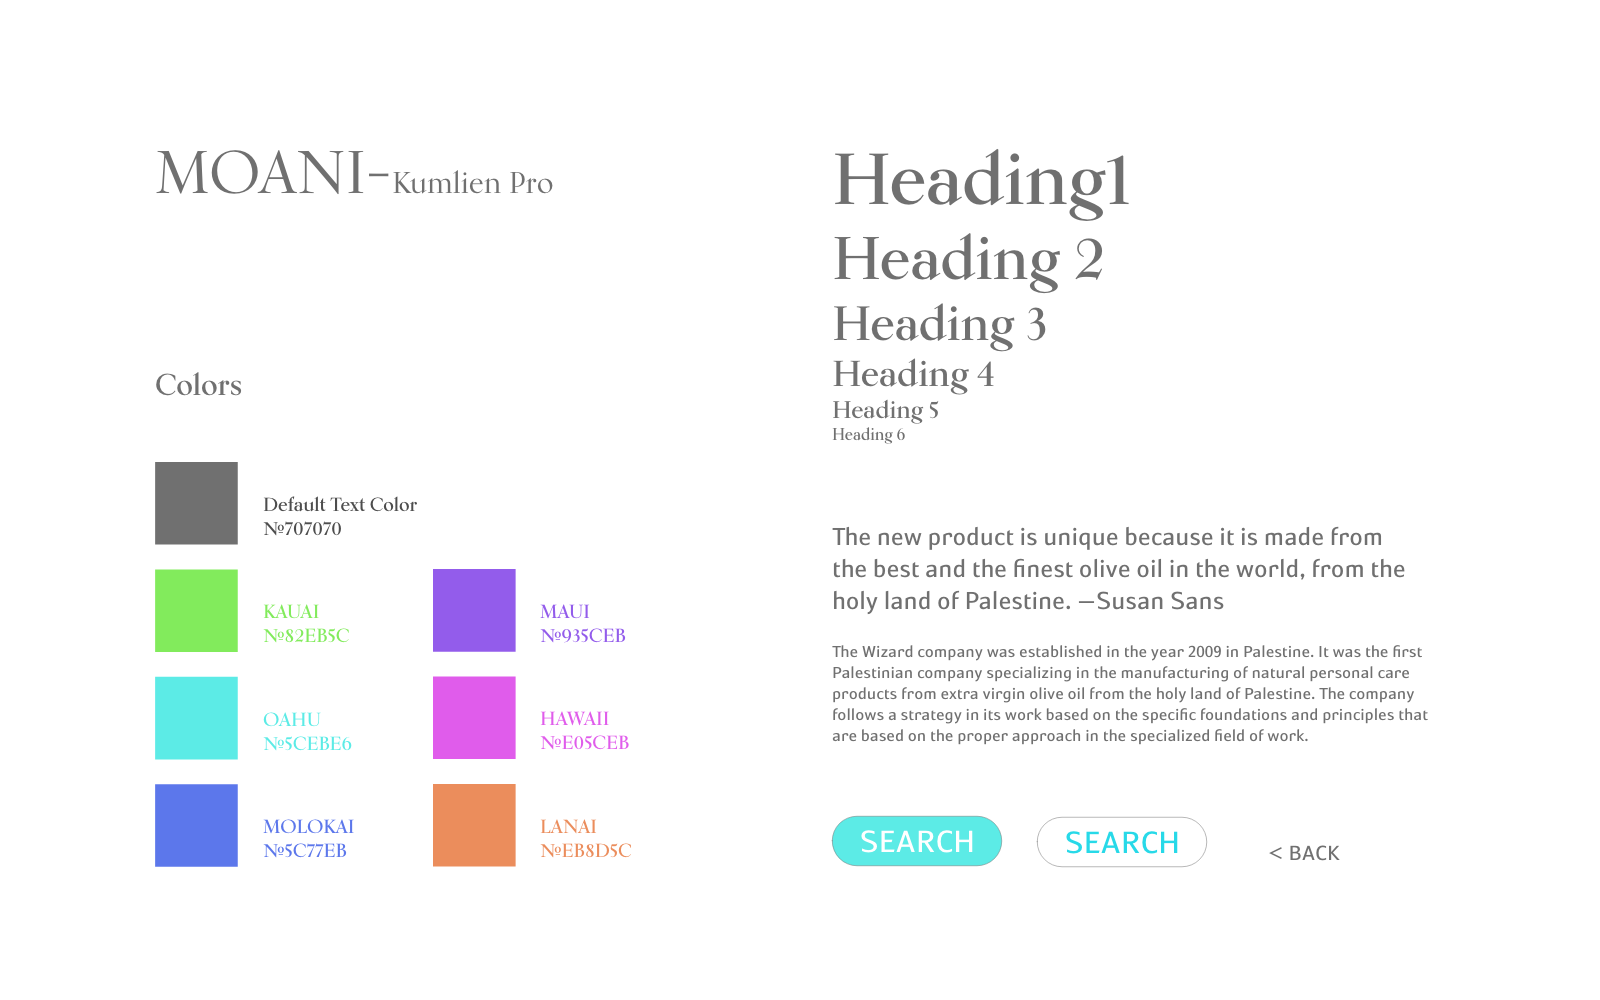 MOANI-Kumlien Pro
Colors
Default Text Color
№707070
KAUAI
№82EB5C
MAUI
№935CEB
OAHU
№5CEBE6
HAWAII
№E05CEB
MOLOKAI
№5C77EB
LANAI
№EB8D5C
Heading1
Heading 2
Heading 3
Heading 4
Heading 5
Heading 6
The new product is unique because it is made from
the best and the finest olive oil in the world, from the
holy land of Palestine. —Susan Sans
The Wizard company was established in the year 2009 in Palestine. It was the first
Palestinian company specializing in the manufacturing of natural personal care
products from extra virgin olive oil from the holy land of Palestine. The company
follows a strategy in its work based on the specific foundations and principles that
are based on the proper approach in the specialized field of work.
SEARCH
SEARCH
< BACK